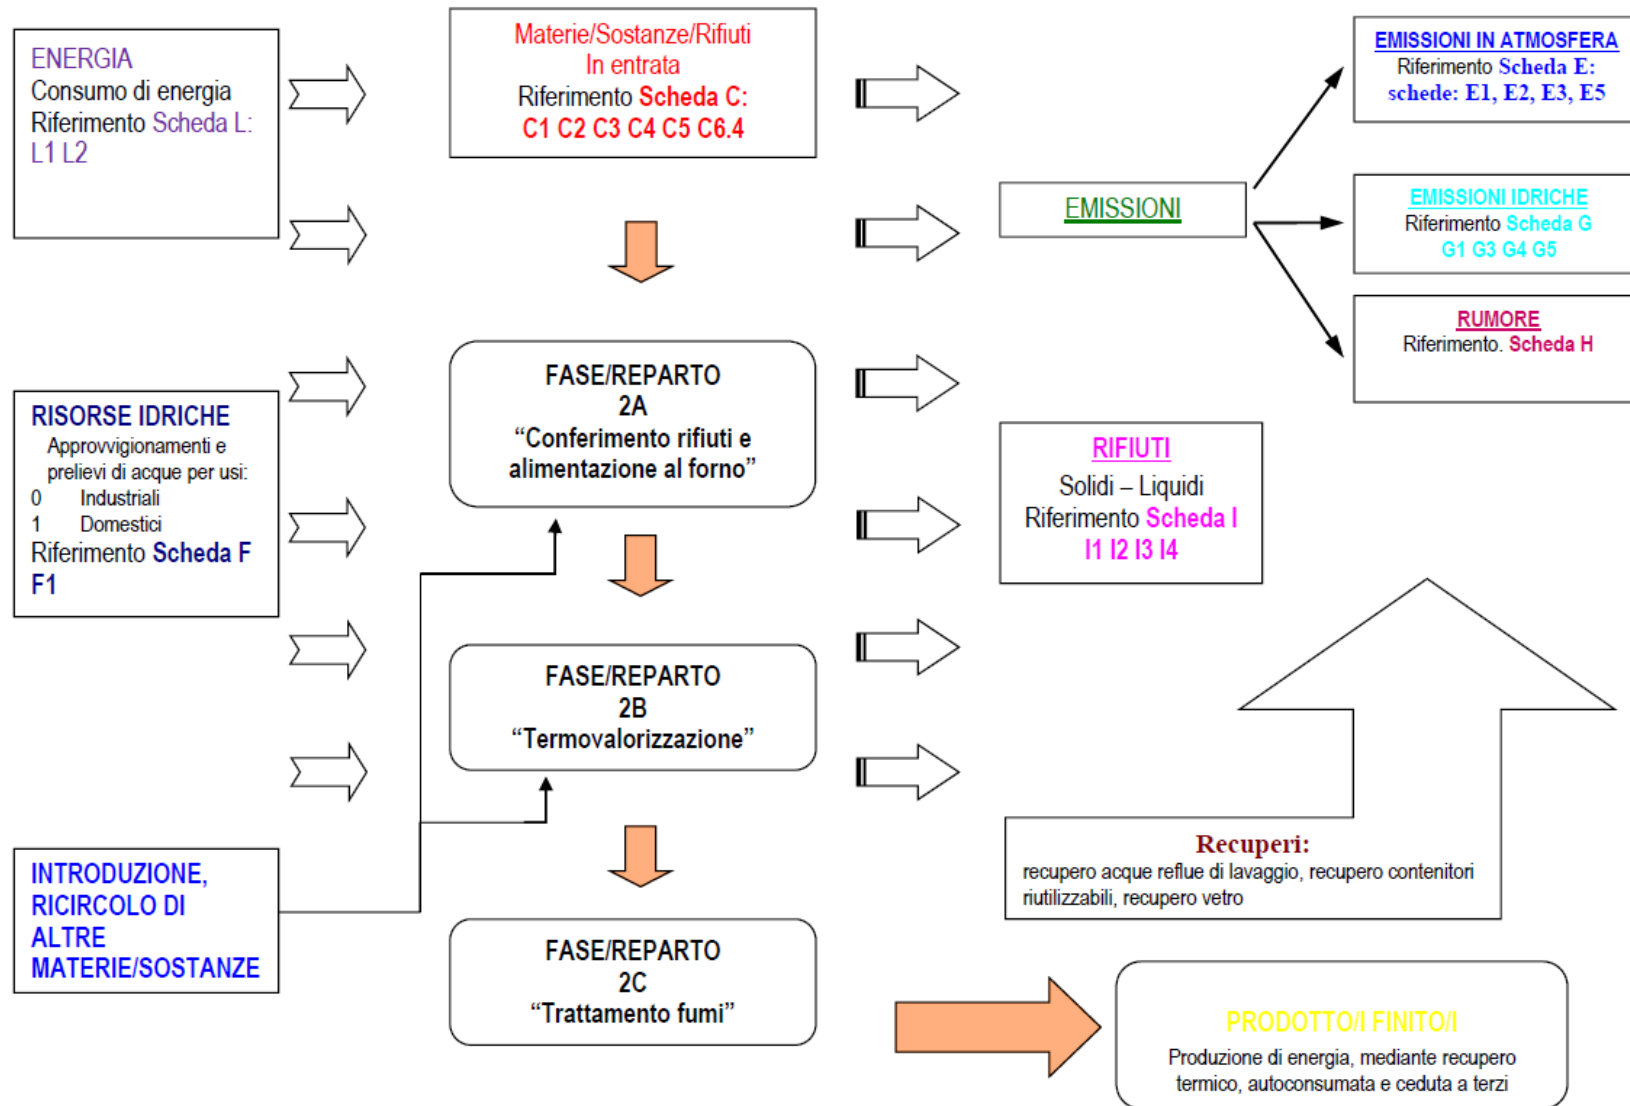 ENERGIA
Consumo di energia
Riferimento Scheda L:
L1 L2
RISORSE IDRICHE
Approvvigionamenti e
prelievi di acque per usi:
0 Industriali
1 Domestici
Riferimento Scheda F
F1
INTRODUZIONE,
RICIRCOLO DI
ALTRE
MATERIE/SOSTANZE
Materie/Sostanze/Rifiuti
In entrata
Riferimento Scheda C:
C1 C2 C3 C4 C5 C6.4
FASE/REPARTO
2A
“Conferimento rifiuti e
alimentazione al forno”
FASE/REPARTO
2B
“Termovalorizzazione”
FASE/REPARTO
2C
“Trattamento fumi”
EMISSIONI
EMISSIONI IN ATMOSFERA
Riferimento Scheda E:
schede: E1, E2, E3, E5
EMISSIONI IDRICHE
Riferimento Scheda G
G1 G3 G4 G5
RUMORE
Riferimento. Scheda H
RIFIUTI
Solidi – Liquidi
Riferimento Scheda I
I1 I2 I3 I4
Recuperi:
recupero acque reflue di lavaggio, recupero contenitori
riutilizzabili, recupero vetro
PRODOTTO/I FINITO/I
Produzione di energia, mediante recupero
termico, autoconsumata e ceduta a terzi